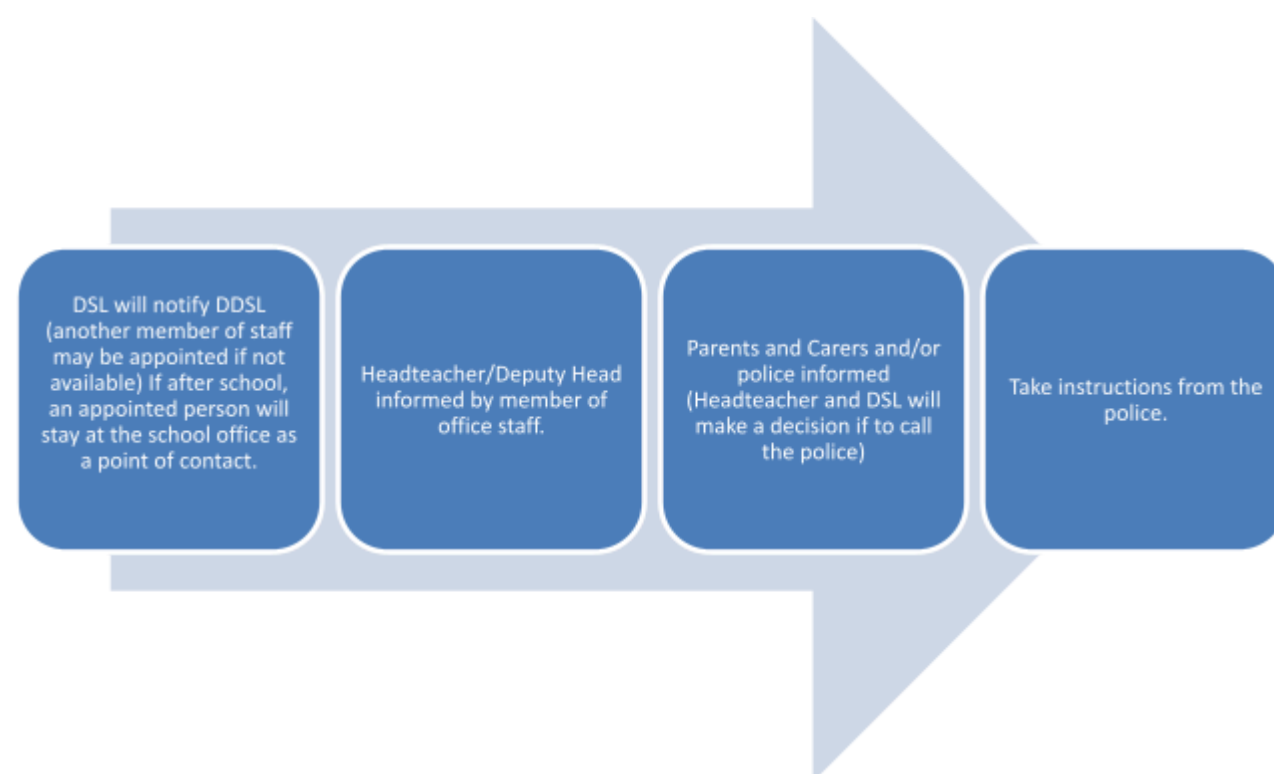 DSL will notify DDSL
(another member of staff
may be appointed if not
available) If after school,
an appointed person will
stay at the school office as
a point of contact.
Headteacher/Deputy Head
informed by member of
office staff.
Parents and Carers and/or
police informed
(Headteacher and DSL will
make a decision if to call
the police)
Take instructions from the
police.